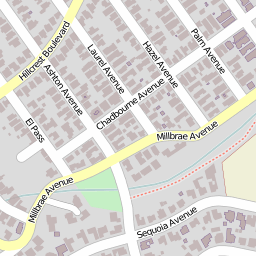 Hillcrest Boulevard
Ashton Avenue
Laurel Avenue
Hazel Avenue
Palm Avenue
Chadbourne Avenue
El Pass
Millbrae Avenue
Millbrae Avenue
Sequoia Avenue